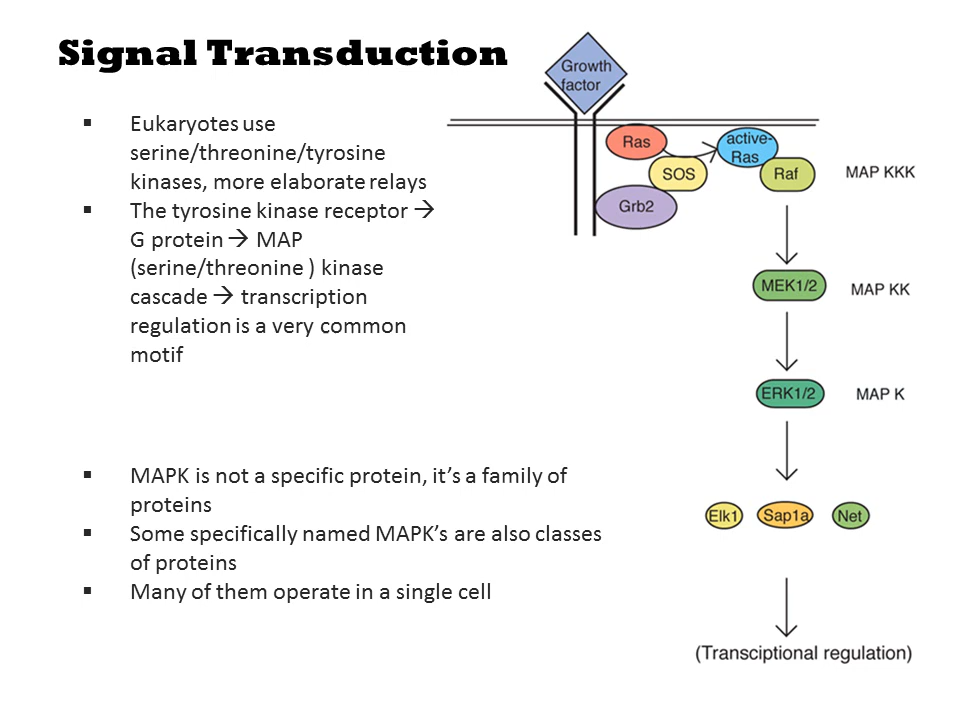 Signal Transduction
▪ Eukaryotes use
serine/threonine/tyrosine
kinases, more elaborate relays
▪ The tyrosine kinase receptor →
G protein → MAP
(serine/threonine ) kinase
cascade → transcription
regulation is a very common
motif
▪ MAPK is not a specific protein, it’s a family of
proteins
▪ Some specifically named MAPK’s are also classes
of proteins
▪ Many of them operate in a single cell
Growth
factor
Ras
active-
Ras
SOS
Raf
MAP KKK
Grb2
MEK1/2
MAP KK
ERK1/2
MAP K
Elk1
Sap1a
Net
(Transciptional regulation)